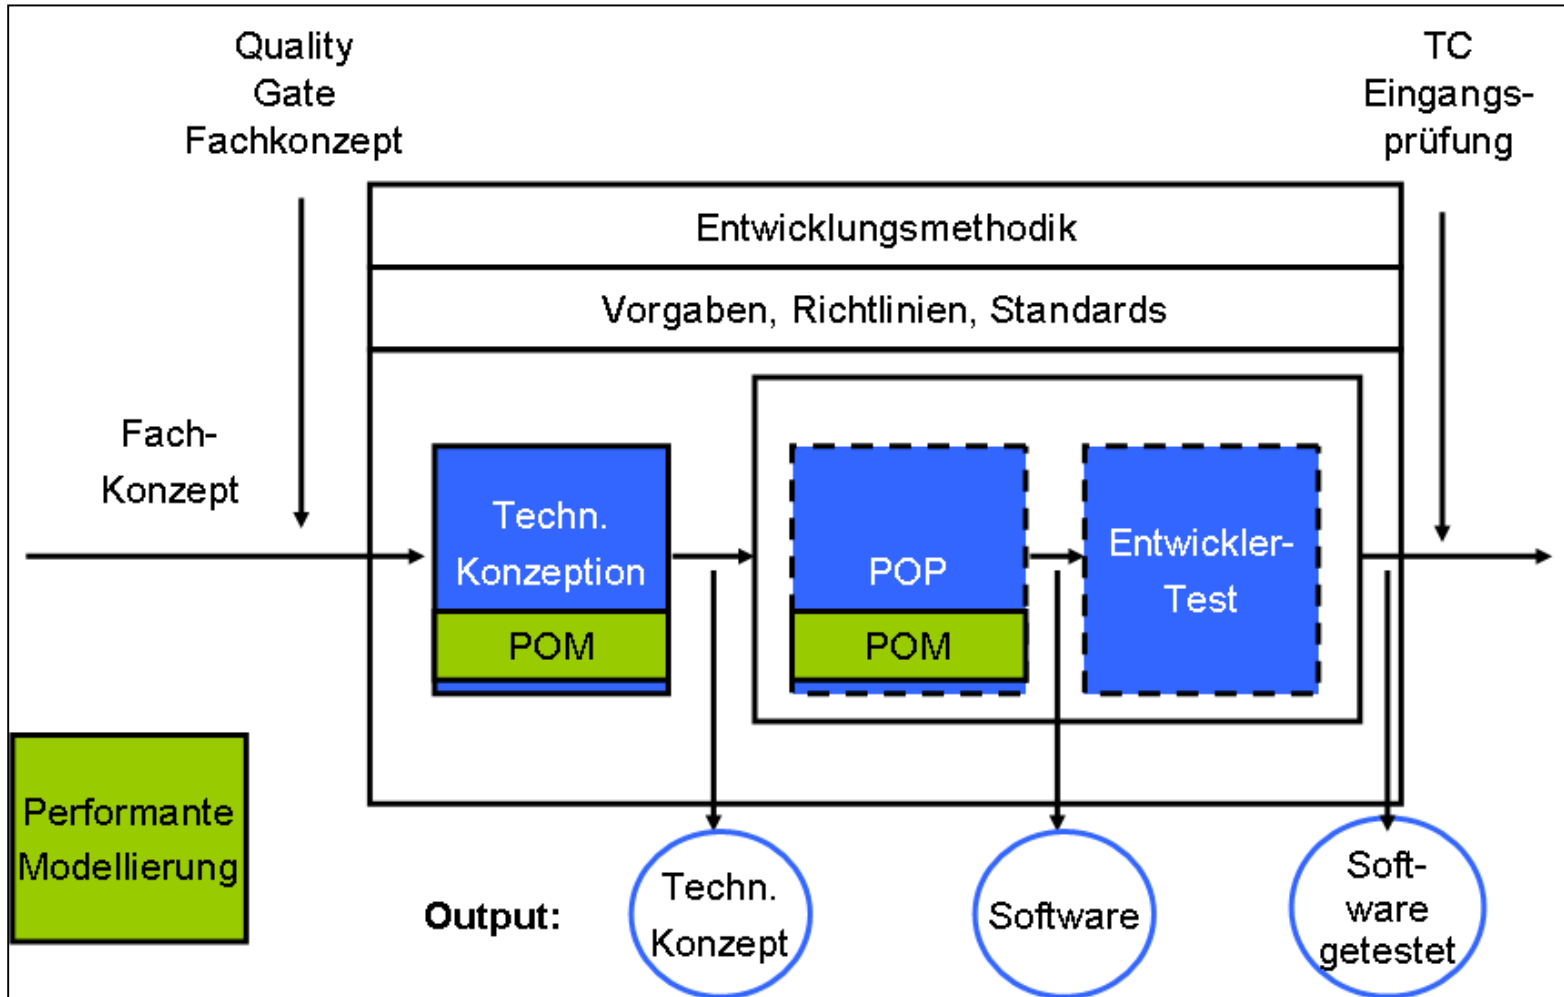 Quality
Gate
Fachkonzept
TC
Eingangs-
prüfung
Entwicklungsmethodik
Vorgaben, Richtlinien, Standards
Fach-
Konzept
Techn.
Konzeption
POM
POP
POM
Entwickler-
Test
Performante
Modellierung
Output:
Techn.
Konzept
Software
Soft-
ware
getestet